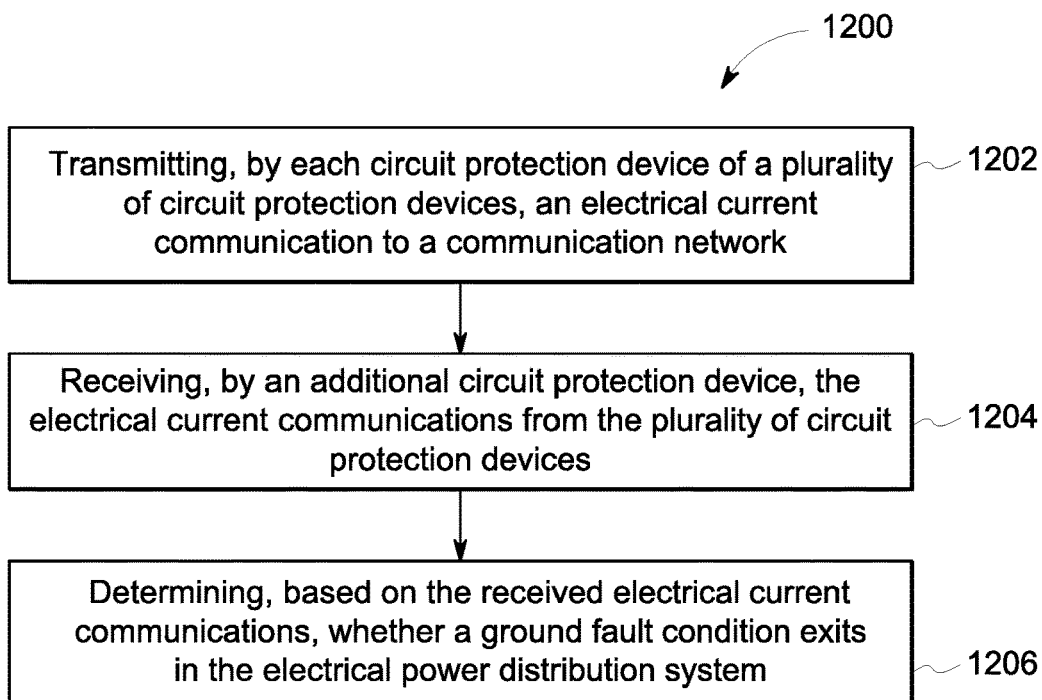 1200
Transmitting, by each circuit protection device of a plurality
of circuit protection devices, an electrical current
communication to a communication network
1202
Receiving, by an additional circuit protection device, the
electrical current communications from the plurality of circuit
protection devices
1204
Determining, based on the received electrical current
communications, whether a ground fault condition exits
in the electrical power distribution system
1206